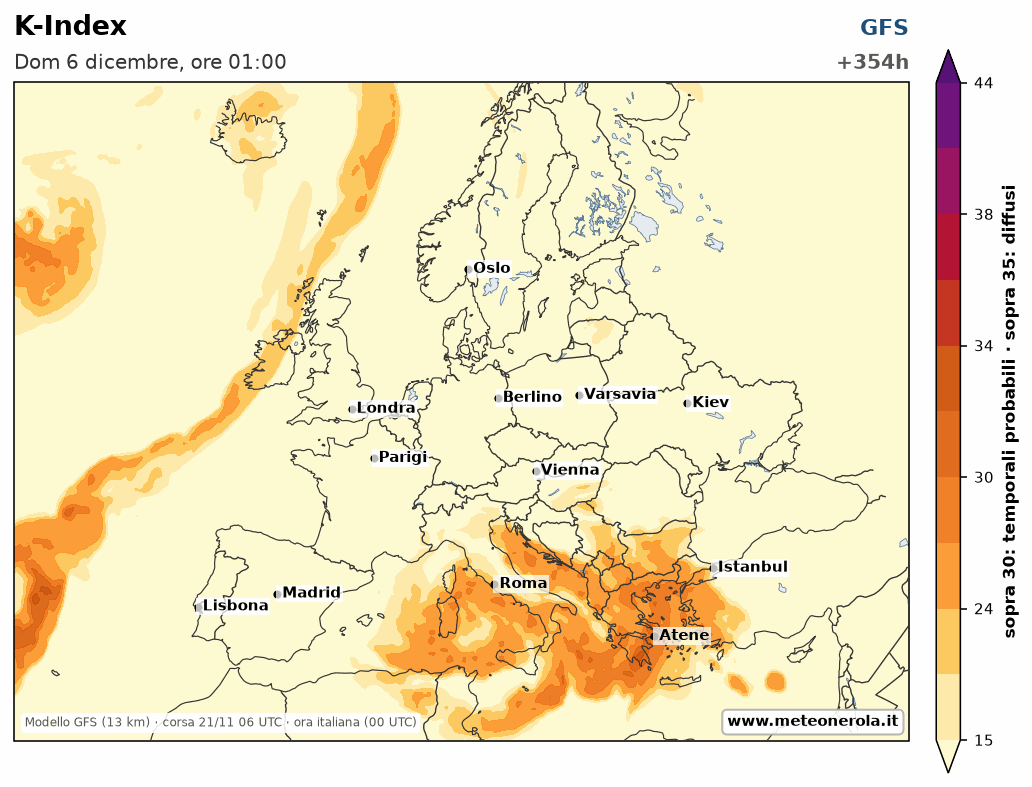 K-Index
GFS
Dom 6 dicembre, ore 01:00
+354h
Oslo
Londra
Berlino
Varsavia
Kiev
Parigi
Vienna
Istanbul
Roma
Madrid
Lisbona
Atene
Modello GFS (13 km) · corsa 21/11 06 UTC · ora italiana (00 UTC)
www.meteonerola.it
44
38
34
30
24
15
sopra 30: temporali probabili · sopra 35: diffusi